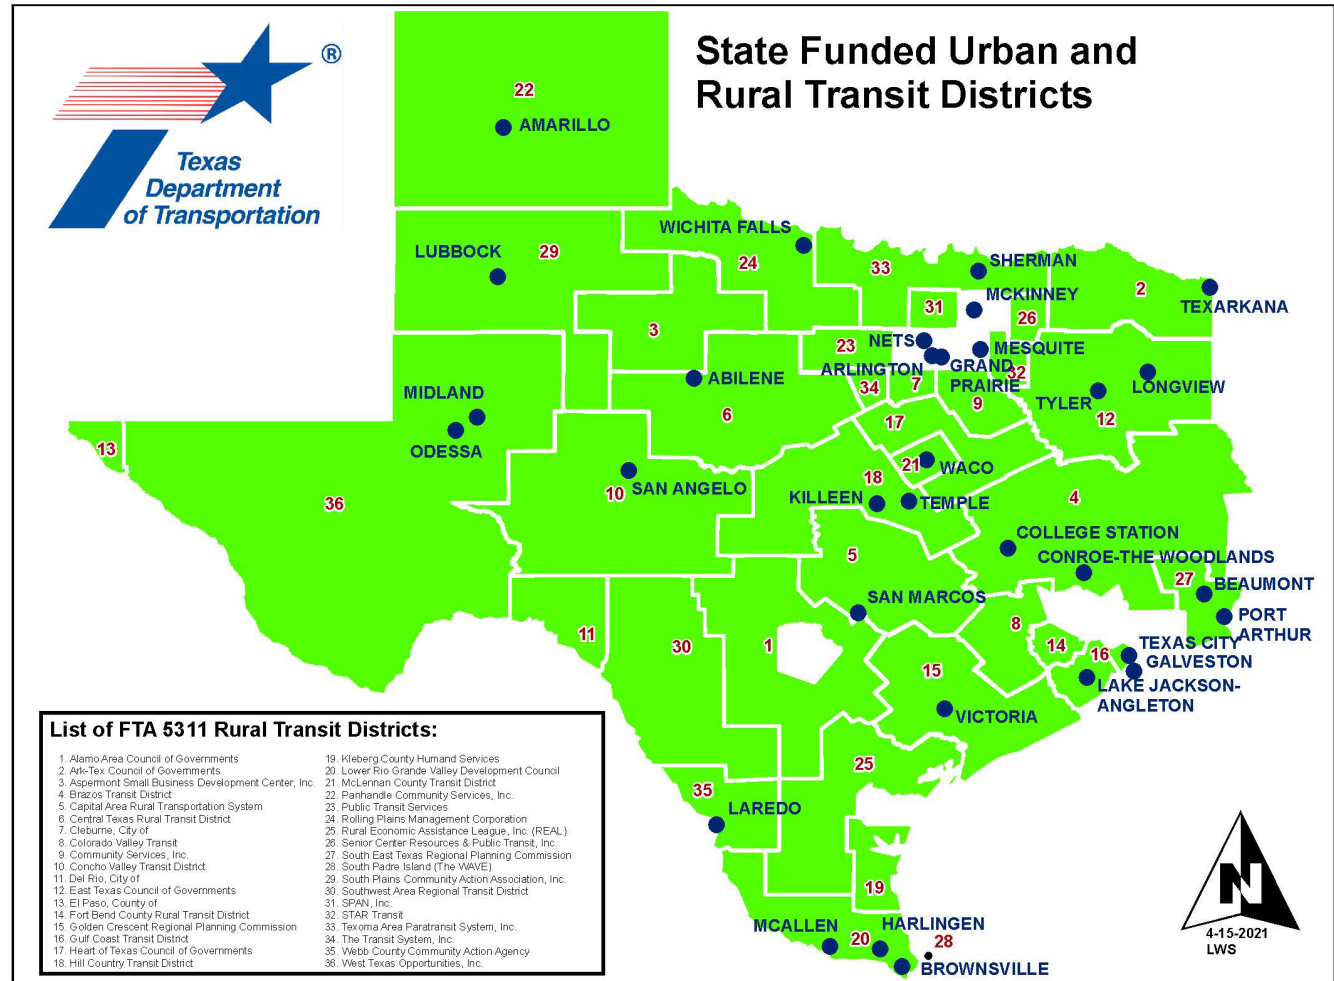 State Funded Urban and
Rural Transit Districts
®
Texas
Department
of Transportation
22
AMARILLO
WICHITA FALLS
LUBBOCK
29
24
33
SHERMAN
MCKINNEY
2
TEXARKANA
31
26
3
NETS
23
MESQUITE
ARLINGTON
GRAND
PRAIRIE
32
ABILENE
34
7
LONGVIEW
MIDLAND
TYLER
9
6
12
17
ODESSA
13
21
WACO
18
SAN ANGELO
10
KILLEEN
TEMPLE
4
36
COLLEGE STATION
5
CONROE-THE WOODLANDS
27
BEAUMONT
SAN MARCOS
PORT
ARTHUR
8
11
30
1
14
16
TEXAS CITY
GALVESTON
15
LAKE JACKSON-
ANGLETON
VICTORIA
25
35
LAREDO
19
MCALLEN
HARLINGEN
20
28
BROWNSVILLE
List of FTA 5311 Rural Transit Districts:
1. Alamo Area Council of Governments
2. Ark-Tex Council of Governments
3. Aspermont Small Business Development Center, Inc.
4. Brazos Transit District
5. Capital Area Rural Transportation System
6. Central Texas Rural Transit District
7. Cleburne, City of
8. Colorado Valley Transit
9. Community Services, Inc.
10. Concho Valley Transit District
11. Del Rio, City of
12. East Texas Council of Governments
13. El Paso, County of
14. Fort Bend County Rural Transit District
15. Golden Crescent Regional Planning Commission
16. Gulf Coast Transit District
17. Heart of Texas Council of Governments
18. Hill Country Transit District
19. Kleberg County Humand Services
20. Lower Rio Grande Valley Development Council
21. McLennan County Transit District
22. Panhandle Community Services, Inc.
23. Public Transit Services
24. Rolling Plains Management Corporation
25. Rural Economic Assistance League, Inc. (REAL)
26. Senior Center Resources & Public Transit, Inc.
27. South East Texas Regional Planning Commission
28. South Padre Island (The WAVE)
29. South Plains Community Action Association, Inc.
30. Southwest Area Regional Transit District
31. SPAN, Inc.
32. STAR Transit
33. Texoma Area Paratransit System, Inc.
34. The Transit System, Inc.
35. Webb County Community Action Agency
36. West Texas Opportunities, Inc.
N
4-15-2021
LWS